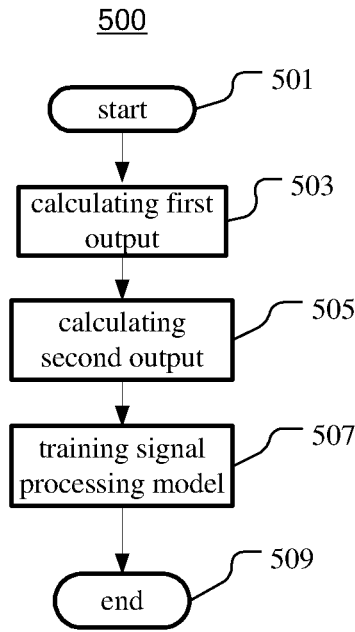 500
501
start
503
calculating first
output
505
calculating
second output
507
training signal
processing model
509
end